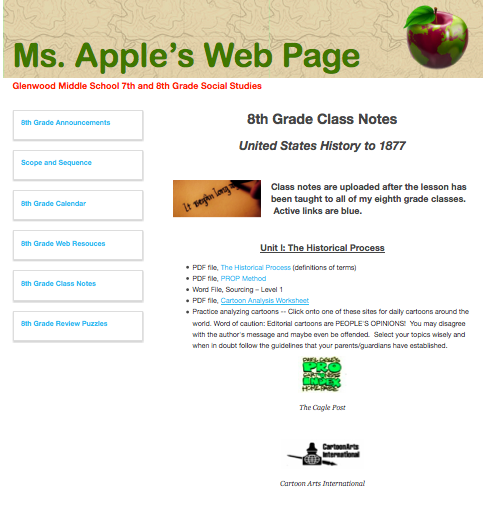 Ms. Apple's Web Page
Glenwood Middle School 7th and 8th Grade Social Studies
8th Grade Announcements
Scope and Sequence
8th Grade Calendar
8th Grade Web Resouces
8th Grade Class Notes
8th Grade Review Puzzles
8th Grade Class Notes
United States History to 1877
It Begin long
Class notes are uploaded after the lesson has
been taught to all of my eighth grade classes.
Active links are blue.
Unit I: The Historical Process
• PDF file, The Historical Process (definitions of terms)
• PDF file, PROP Method
• Word File, Sourcing – Level 1
• PDF file, Cartoon Analysis Worksheet
• Practice analyzing cartoons -- Click onto one of these sites for daily cartoons around the
world. Word of caution: Editorial cartoons are PEOPLE'S OPINIONS! You may disagree
with the author's message and maybe even be offended. Select your topics wisely and
when in doubt follow the guidelines that your parents/guardians have established.
PRO
INDEX
The Cagle Post
CartoonArts
International
Cartoon Arts International